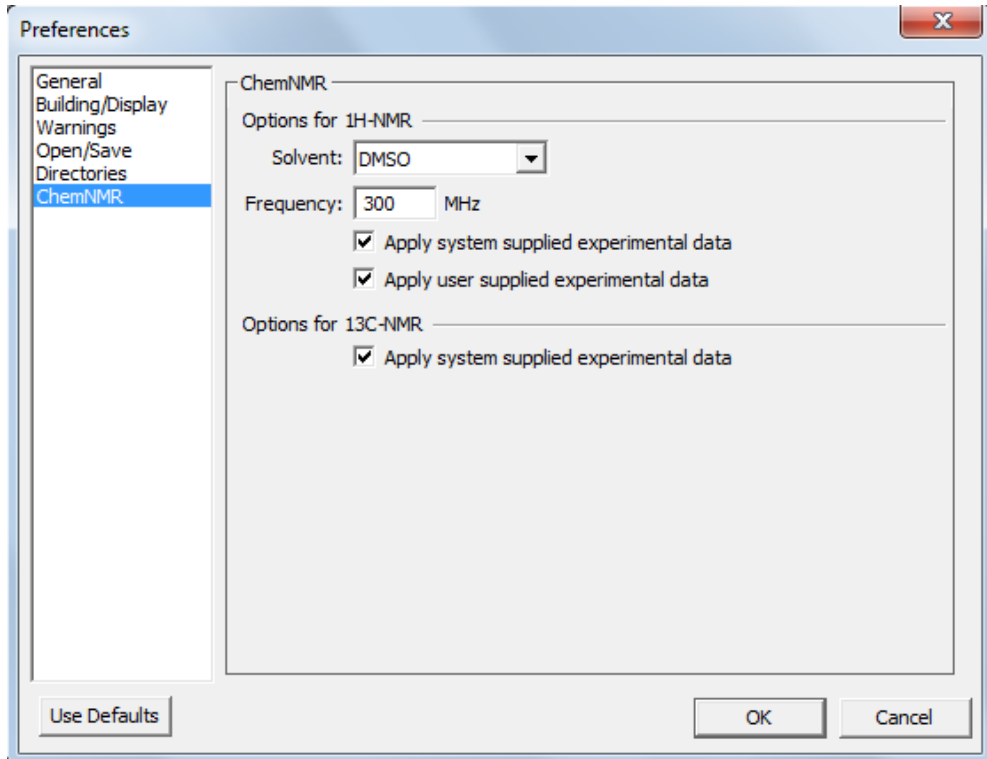 Preferences
General
Building/Display
Warnings
Open/Save
Directories
ChemNMR
ChemNMR
Options for 1H-NMR
Solvent: DMSO
Frequency: 300 MHz
Apply system supplied experimental data
Apply user supplied experimental data
Options for 13C-NMR
Apply system supplied experimental data
Use Defaults OK Cancel